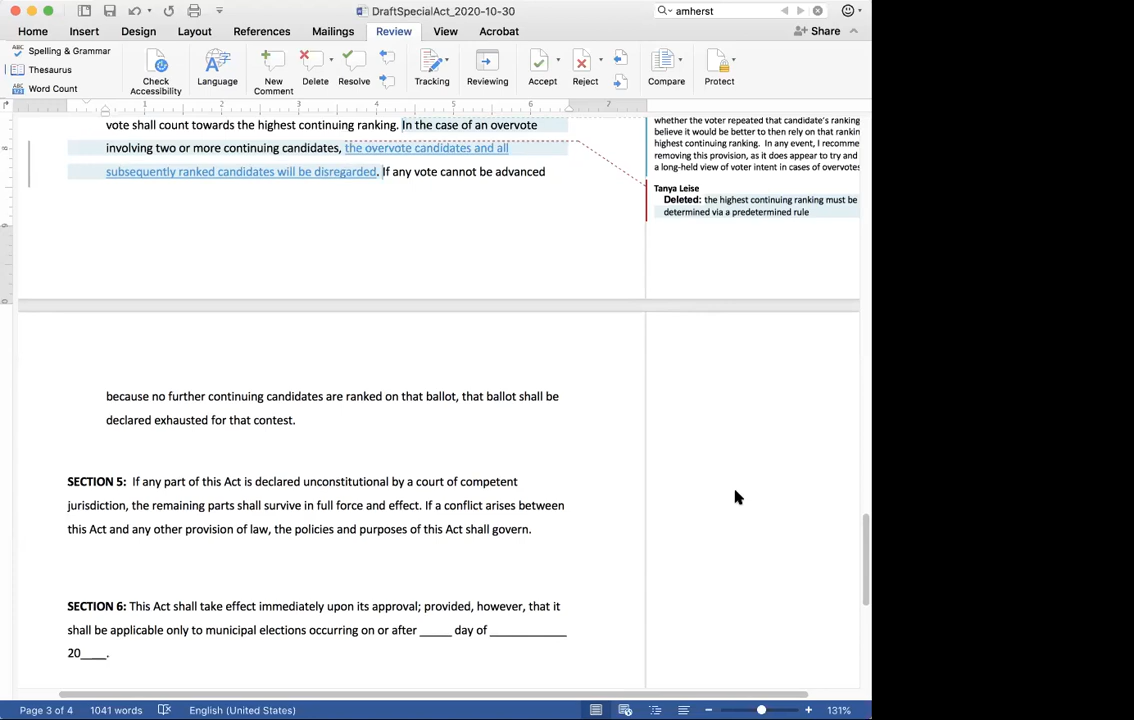 DraftSpecialAct_2020-10-30
amherst
Home Insert Design Layout References Mailings Review View Acrobat
Share
Spelling & Grammar
Thesaurus
Word Count
Check Accessibility
Language
New Comment
Delete
Resolve
Tracking
Reviewing
Accept
Reject
Compare
Protect
1 2 3 4 5 6 7
vote shall count towards the highest continuing ranking. In the case of an overvote
involving two or more continuing candidates, the overvote candidates and all
subsequently ranked candidates will be disregarded. If any vote cannot be advanced
whether the voter repeated that candidate's ranking
believe it would be better to then rely on that rankin
highest continuing ranking. In any event, I recomme
removing this provision, as it does appear to try and
a long-held view of voter intent in cases of overvotes
Tanya Leise
Deleted: the highest continuing ranking must be
determined via a predetermined rule
because no further continuing candidates are ranked on that ballot, that ballot shall be
declared exhausted for that contest.
SECTION 5: If any part of this Act is declared unconstitutional by a court of competent
jurisdiction, the remaining parts shall survive in full force and effect. If a conflict arises between
this Act and any other provision of law, the policies and purposes of this Act shall govern.
SECTION 6: This Act shall take effect immediately upon its approval; provided, however, that it
shall be applicable only to municipal elections occurring on or after _____ day of ____________
20____.
Page 3 of 4 1041 words English (United States) 131%